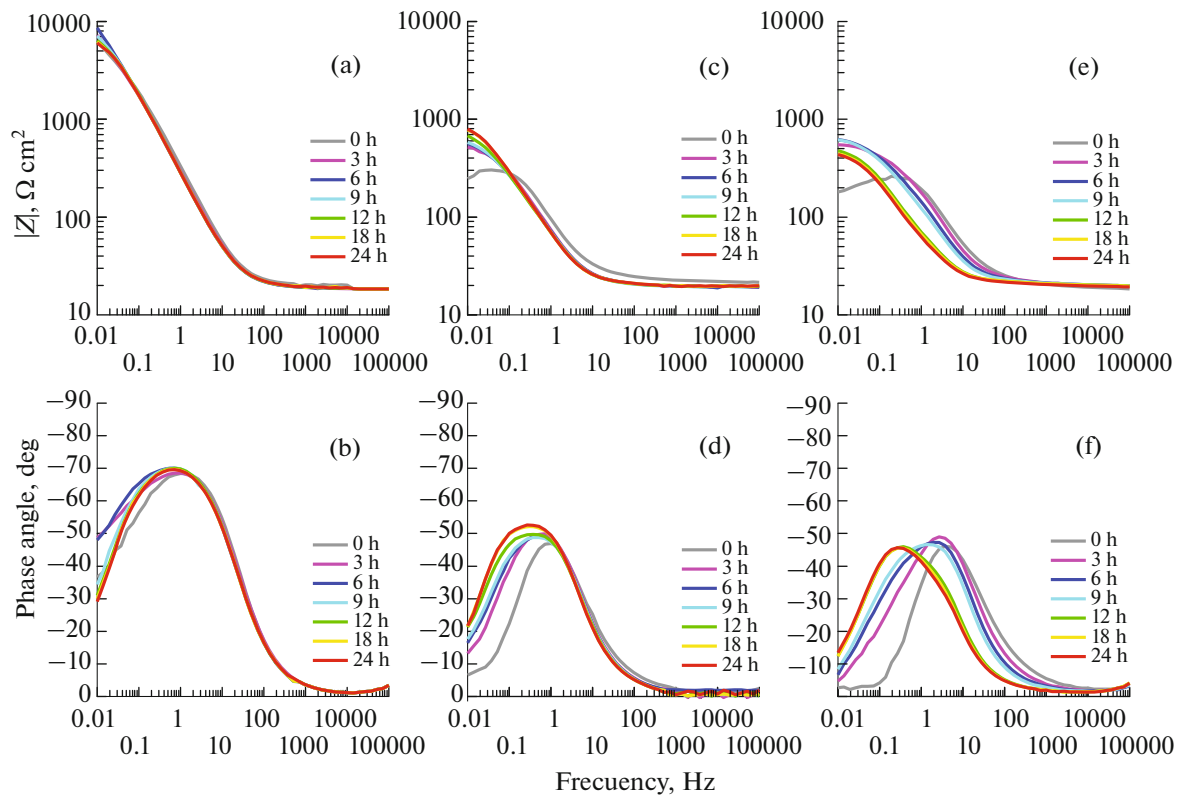 10000
1000
100
10
|Z|, Ω cm²
(a)
0 h
3 h
6 h
9 h
12 h
18 h
24 h
0.01 1 100 10000
0.1 10 1000 100000
10000
1000
100
10
(c)
0 h
3 h
6 h
9 h
12 h
18 h
24 h
0.01 1 100 10000
0.1 10 1000 100000
10000
1000
100
10
(e)
0 h
3 h
6 h
9 h
12 h
18 h
24 h
0.01 1 100 10000
0.1 10 1000 100000
−90
−80
−70
−60
−50
−40
−30
−20
−10
0
Phase angle, deg
(b)
0 h
3 h
6 h
9 h
12 h
18 h
24 h
0.01 1 100 10000
0.1 10 1000 100000
−90
−80
−70
−60
−50
−40
−30
−20
−10
0
(d)
0 h
3 h
6 h
9 h
12 h
18 h
24 h
0.01 1 100 10000
0.1 10 1000 100000
−90
−80
−70
−60
−50
−40
−30
−20
−10
(f)
0 h
3 h
6 h
9 h
12 h
18 h
24 h
0.01 1 100 10000
0.1 10 1000 100000
Frecuency, Hz